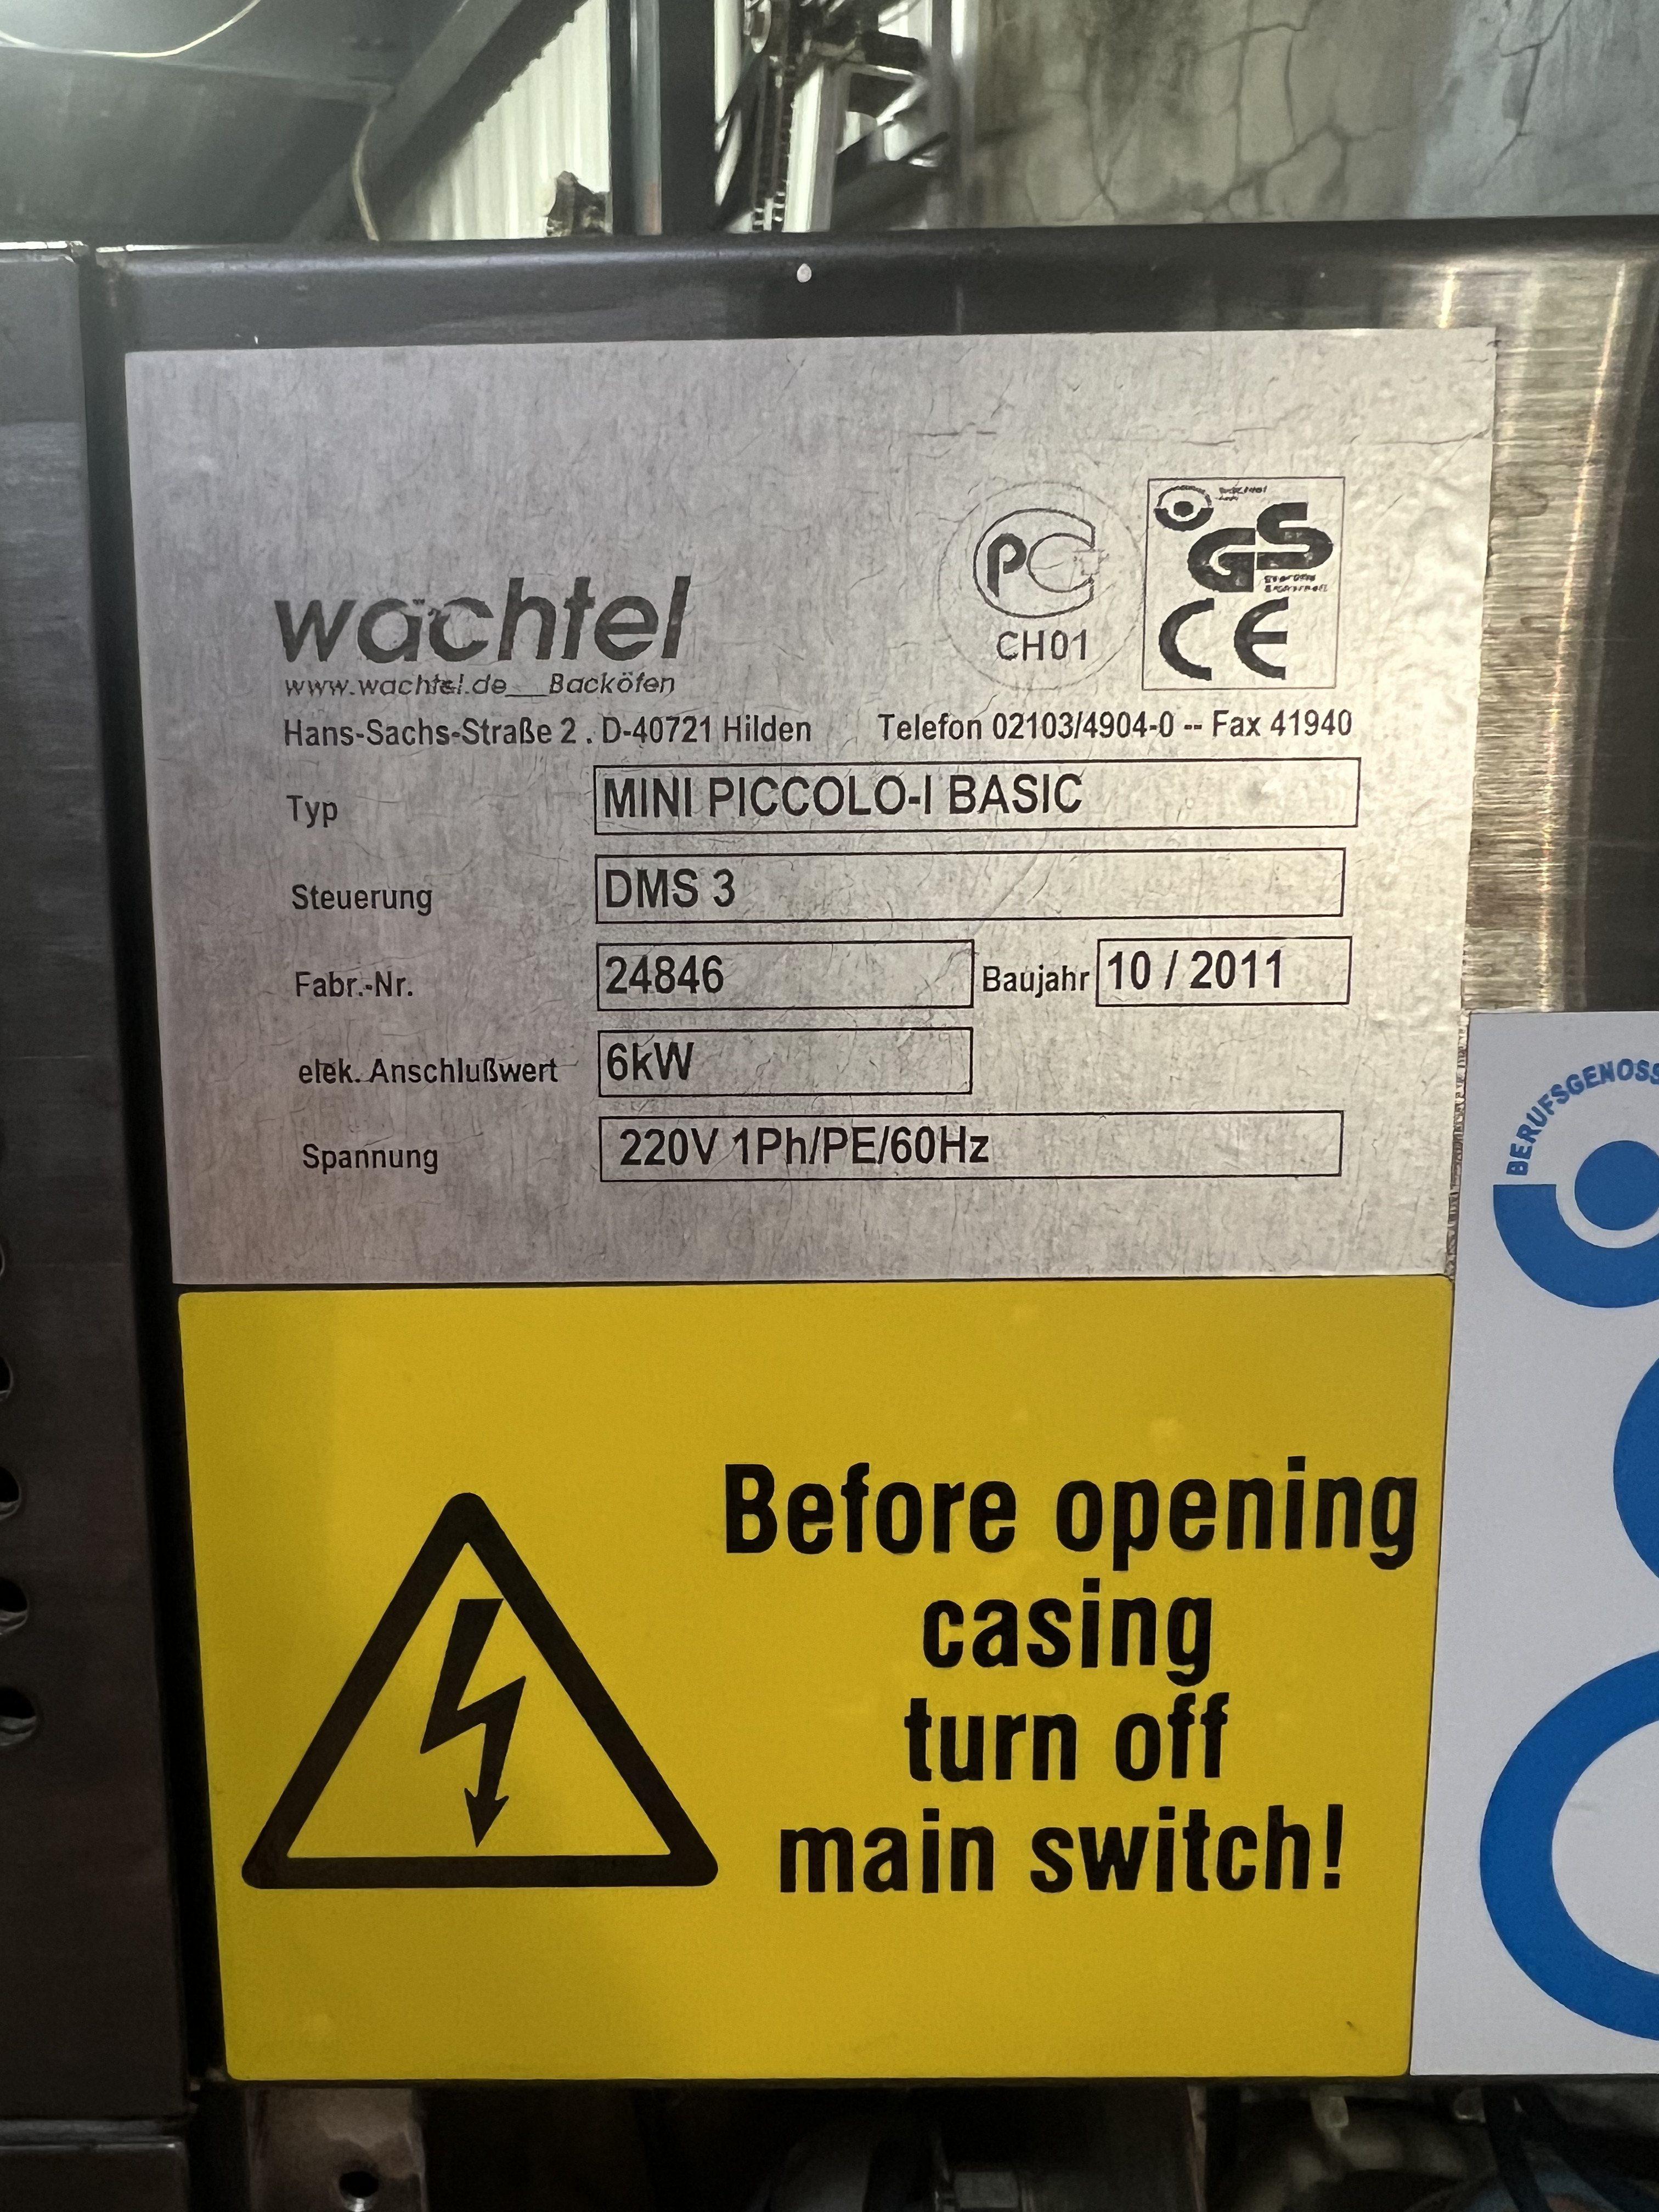 wachtel
www.wachtel.de__Backöfen
PC
CH01
GS
CE
Hans-Sachs-Straße 2 . D-40721 Hilden Telefon 02103/4904-0 -- Fax 41940
Typ MINI PICCOLO-I BASIC
Steuerung DMS 3
Fabr.-Nr. 24846 Baujahr 10 / 2011
elek. Anschlußwert 6kW
Spannung 220V 1Ph/PE/60Hz
BERUFSGENOSS
Before opening
casing
turn off
main switch!